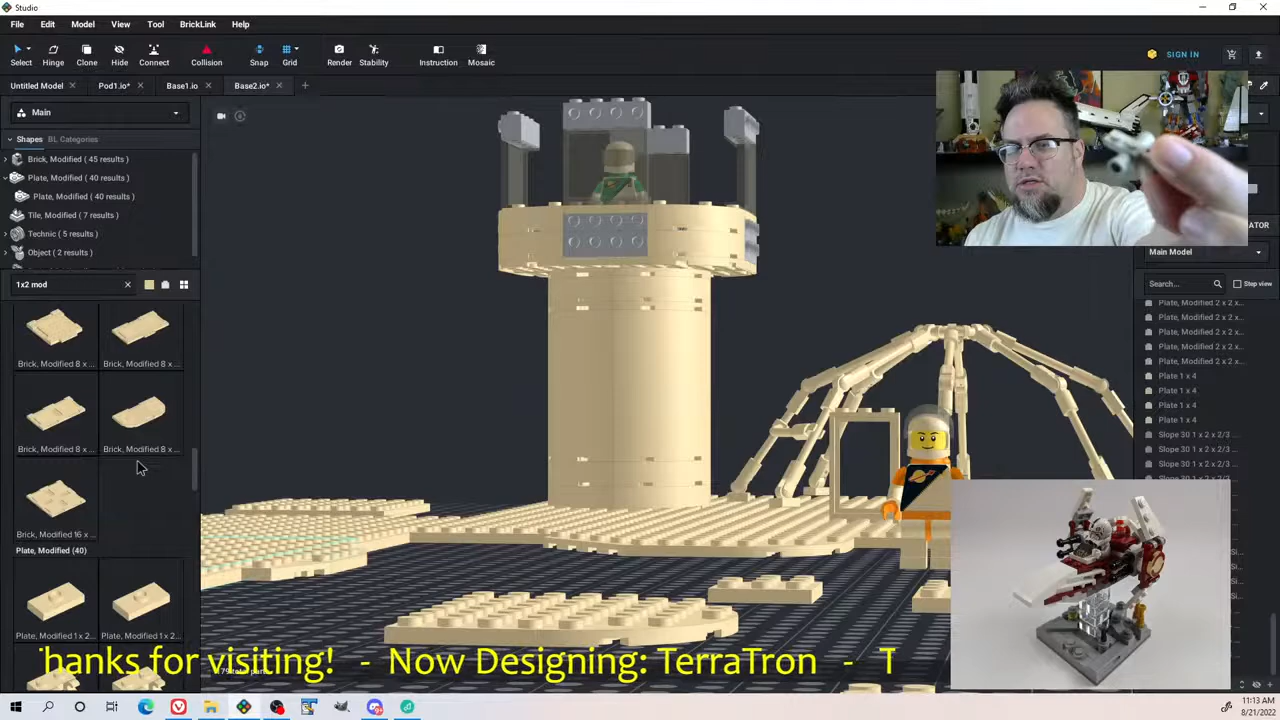 Studio
File Edit Model View Tool BrickLink Help
Select Hinge Clone Hide Connect Collision Snap Grid Render Stability Instruction Mosaic
SIGN IN
Untitled Model Pod1.io* Base1.io Base2.io*
Main
Shapes BL Categories
Brick, Modified ( 45 results )
Plate, Modified ( 40 results )
Plate, Modified ( 40 results )
Tile, Modified ( 7 results )
Technic ( 5 results )
Object ( 2 results )
1x2 mod
Brick, Modified 8 x ... Brick, Modified 8 x ...
Brick, Modified 8 x ... Brick, Modified 8 x ...
Brick, Modified 16 x ...
Plate, Modified (40)
Plate, Modified 1 x 2... Plate, Modified 1 x 2...
Main Model
Search... Step view
Plate, Modified 2 x 2 x...
Plate, Modified 2 x 2 x...
Plate, Modified 2 x 2 x...
Plate, Modified 2 x 2 x...
Plate, Modified 2 x 2 x...
Plate 1 x 4
Plate 1 x 4
Plate 1 x 4
Plate 1 x 4
Slope 30 1 x 2 x 2/3 ...
Slope 30 1 x 2 x 2/3 ...
Slope 30 1 x 2 x 2/3 ...
hanks for visiting! - Now Designing: TerraTron - T
11:13 AM
8/21/2022